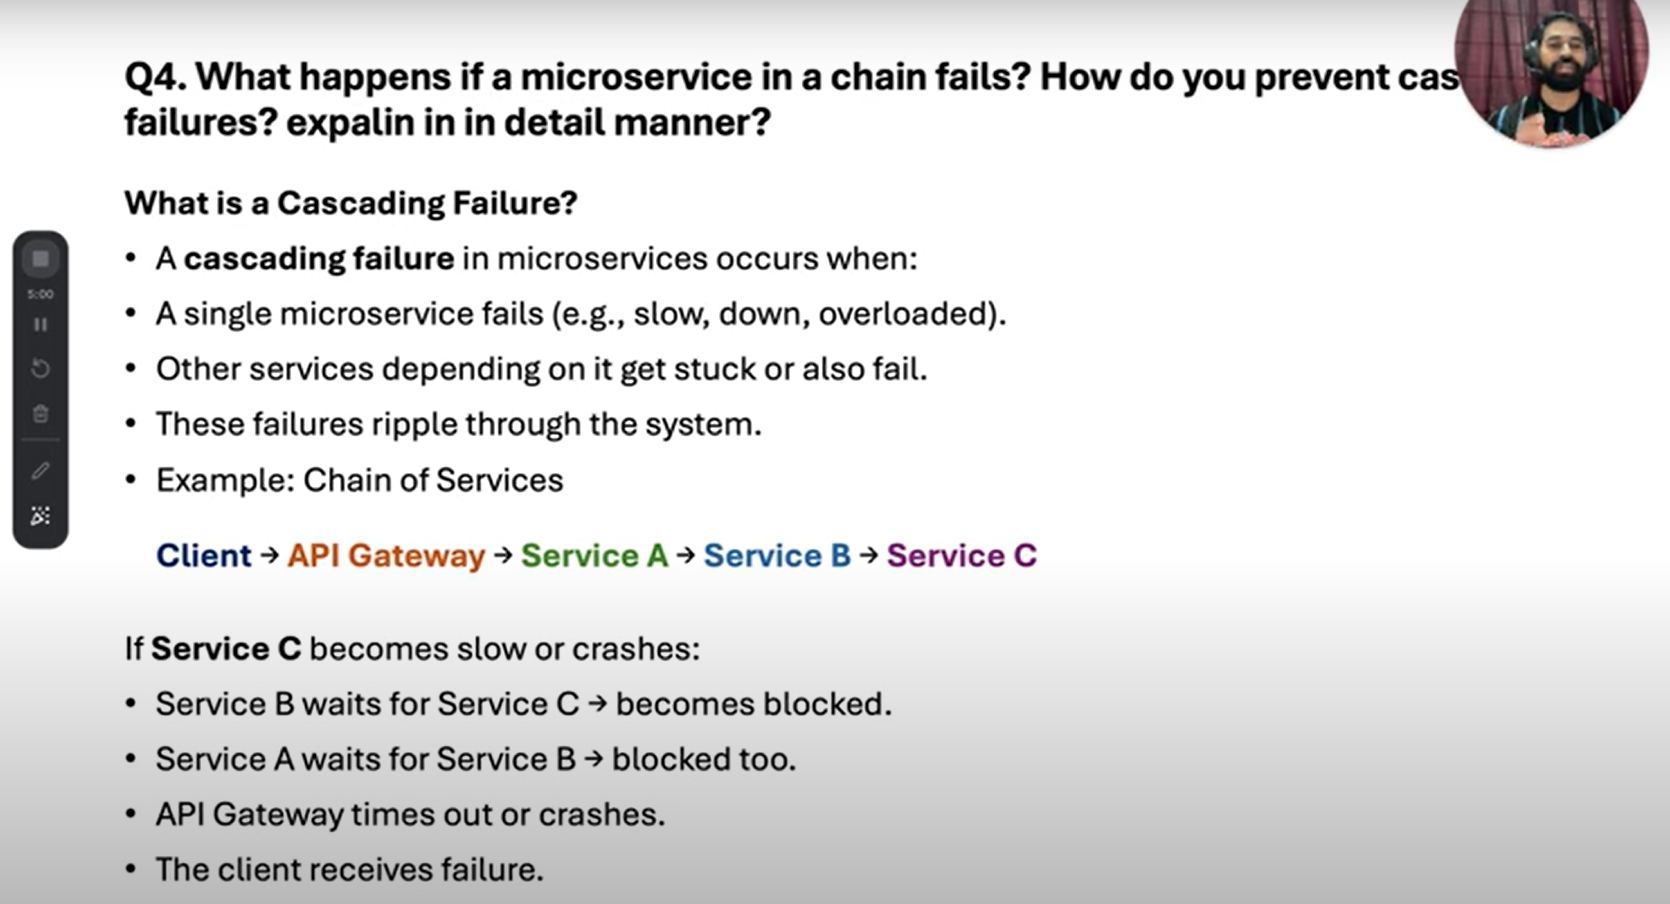 Q4. What happens if a microservice in a chain fails? How do you prevent cas
failures? expalin in in detail manner?
What is a Cascading Failure?
• A cascading failure in microservices occurs when:
• A single microservice fails (e.g., slow, down, overloaded).
• Other services depending on it get stuck or also fail.
• These failures ripple through the system.
• Example: Chain of Services
Client → API Gateway → Service A → Service B → Service C
If Service C becomes slow or crashes:
• Service B waits for Service C → becomes blocked.
• Service A waits for Service B → blocked too.
• API Gateway times out or crashes.
• The client receives failure.
5:00